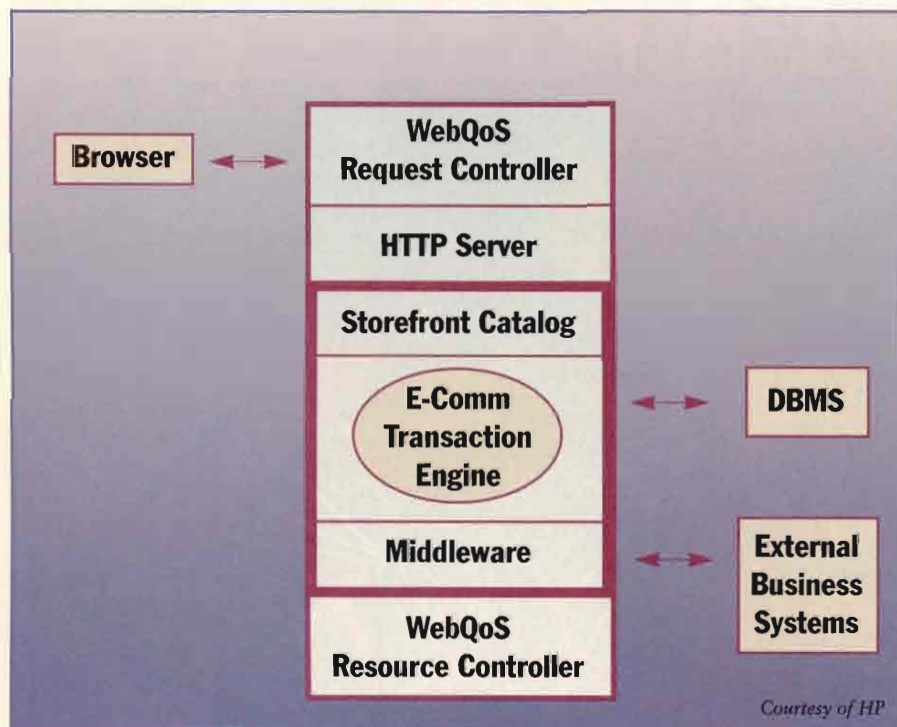 Browser
WebQoS
Request Controller
HTTP Server
Storefront Catalog
E-Comm
Transaction
Engine
DBMS
Middleware
External
Business
Systems
WebQoS
Resource Controller
Courtesy of HP